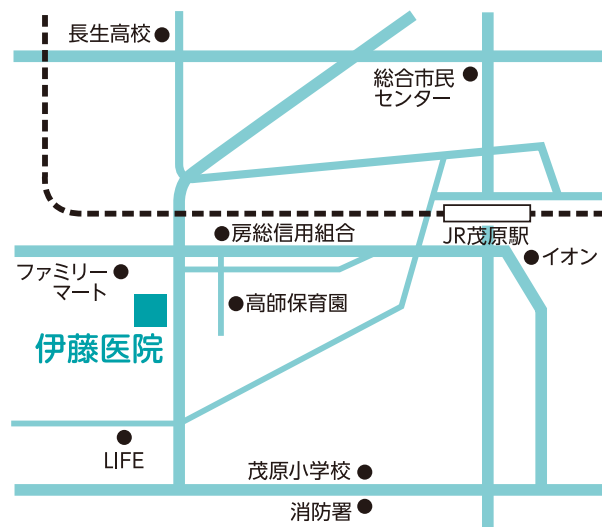 長生高校
総合市民
センター
房総信用組合
JR茂原駅
イオン
ファミリー
マート
高師保育園
伊藤医院
LIFE
茂原小学校
消防署